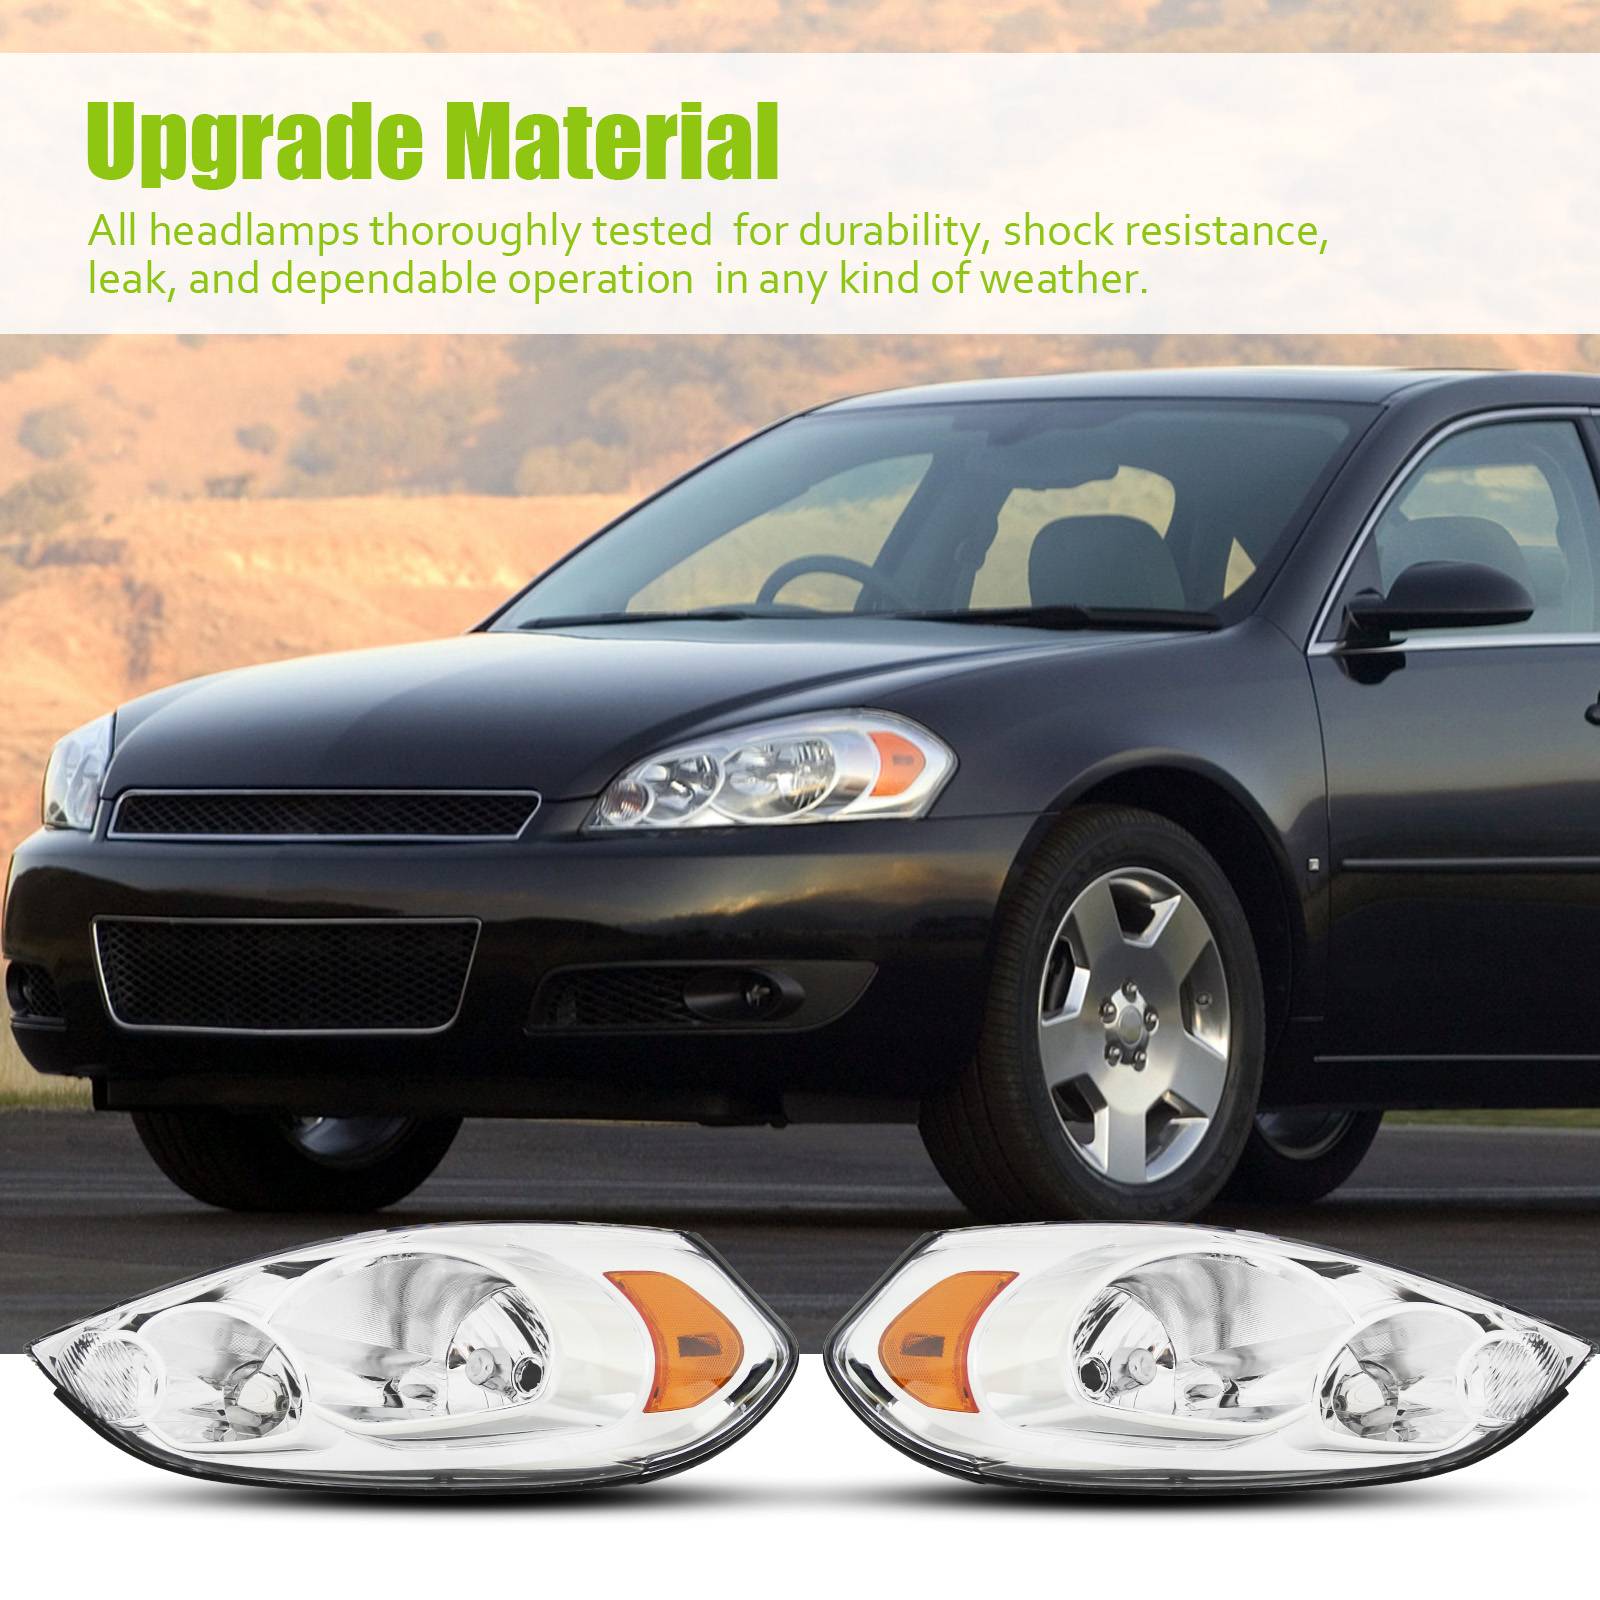 Upgrade Material
All headlamps thoroughly tested for durability, shock resistance,
leak, and dependable operation in any kind of weather.